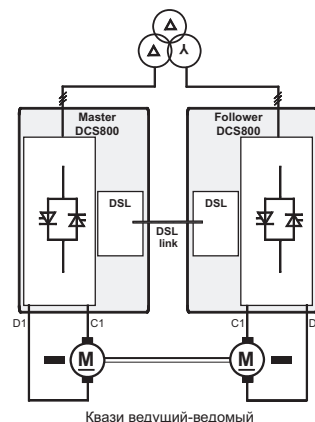 Master
DCS800
Follower
DCS800
DSL
DSL
DSL
link
D1
C1
C1
D
M
M
Квази ведущий-ведомый